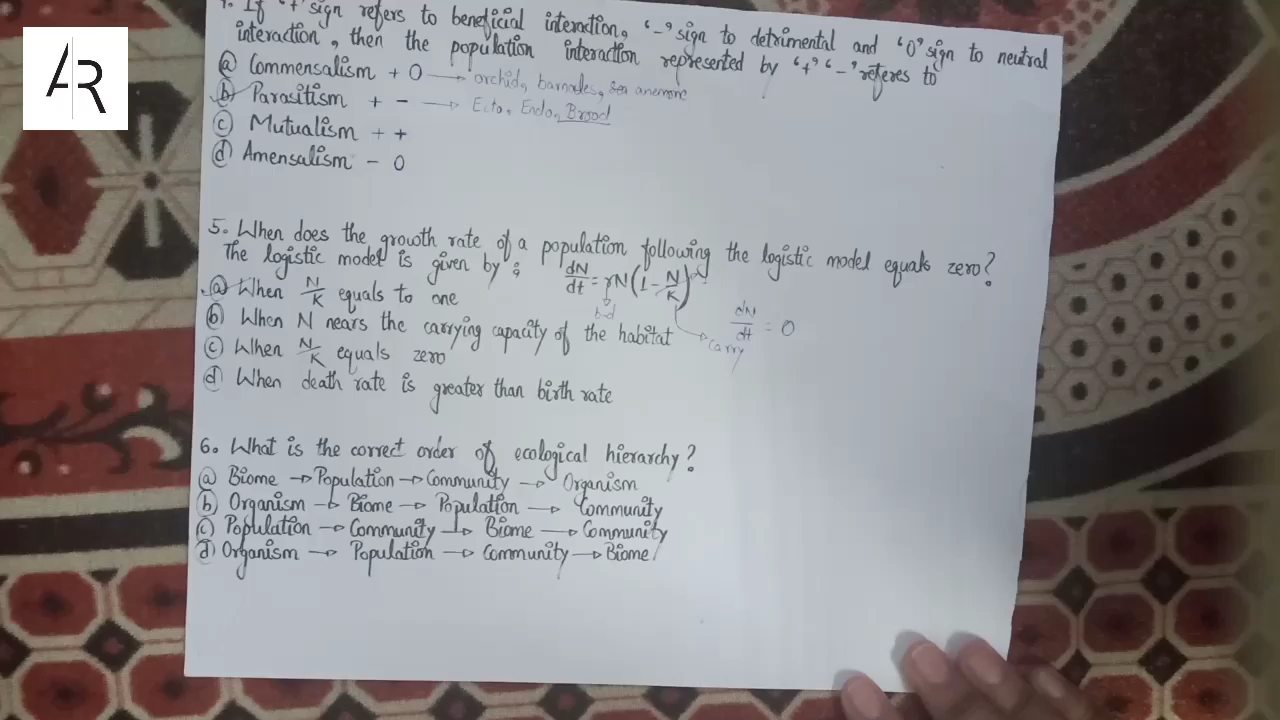 AR
4. If '+' sign refers to beneficial interaction, '-' sign to detrimental and 'O' sign to neutral
interaction, then the population interaction represented by '+' '-' referes to
(a) Commensalism + O → orchid, barnacles, sea anemone
(b) Parasitism + - → Ecto, Endo, Brood
(c) Mutualism + +
(d) Amensalism - O
5. When does the growth rate of a population following the logistic model equals zero?
The logistic model is given by : dN/dt = rN(1-N/K)
b-d
(a) When N/K equals to one
dN/dt = 0
(b) When N nears the carrying capacity of the habitat
carry
(c) When N/K equals zero
(d) When death rate is greater than birth rate
6. What is the correct order of ecological hierarchy?
(a) Biome → Population → Community → Organism
(b) Organism → Biome → Population → Community
(c) Population → Community → Biome → Community
(d) Organism → Population → Community → Biome